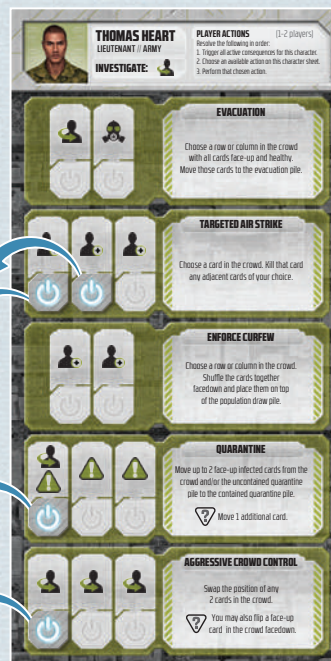 THOMAS HEART
LIEUTENANT // ARMY
INVESTIGATE:
PLAYER ACTIONS (1-2 players)
Resolve the following in order:
1. Trigger all active consequences for this character.
2. Choose an available action on this character sheet.
3. Perform that chosen action.
EVACUATION
Choose a row or column in the crowd
with all cards face-up and healthy.
Move those cards to the evacuation pile.
TARGETED AIR STRIKE
Choose a card in the crowd. Kill that card
any adjacent cards of your choice.
ENFORCE CURFEW
Choose a row or column in the crowd.
Shuffle the cards together
facedown and place them on top
of the population draw pile.
QUARANTINE
Move up to 2 face-up infected cards from the
crowd and/or the uncontained quarantine
pile to the contained quarantine pile.
? Move 1 additional card.
AGGRESSIVE CROWD CONTROL
Swap the position of any
2 cards in the crowd.
? You may also flip a face-up
card in the crowd facedown.